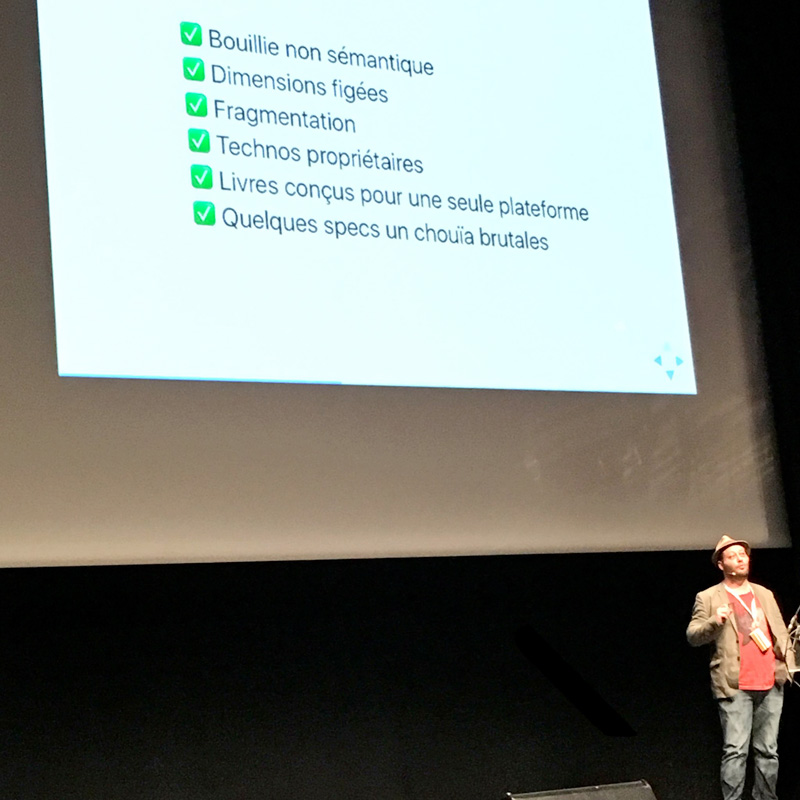 ✅ Bouillie non sémantique
✅ Dimensions figées
✅ Fragmentation
✅ Technos propriétaires
✅ Livres conçus pour une seule plateforme
✅ Quelques specs un chouïa brutales